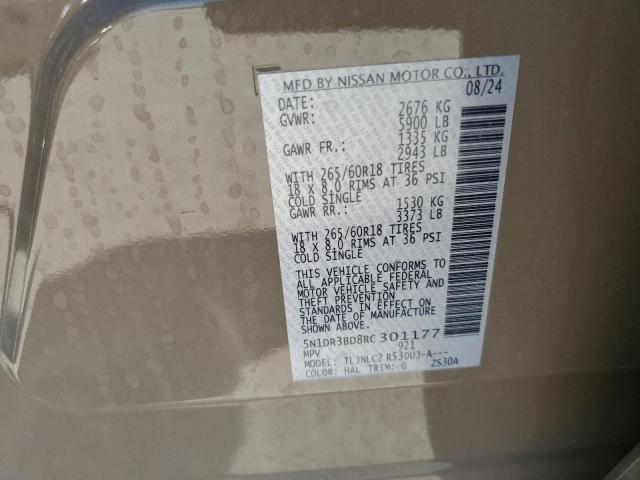 MFD BY NISSAN MOTOR CO., LTD.
DATE: 08/24
GVWR: 2676 KG
5900 LB
GAWR FR.: 1335 KG
2943 LB
WITH 265/60R18 TIRES
18 X 8.0 RIMS AT 36 PSI
COLD SINGLE
GAWR RR.: 1530 KG
3373 LB
WITH 265/60R18 TIRES
18 X 8.0 RIMS AT 36 PSI
COLD SINGLE
THIS VEHICLE CONFORMS TO
ALL APPLICABLE FEDERAL
MOTOR VEHICLE SAFETY AND
THEFT PREVENTION
STANDARDS IN EFFECT ON
THE DATE OF MANUFACTURE
SHOWN ABOVE.
5N1DR3BD8RC301177
MPV 921
MODEL: TLJNLC2 R530UJ-A---
COLOR: HAL TRIM: G 2S30A